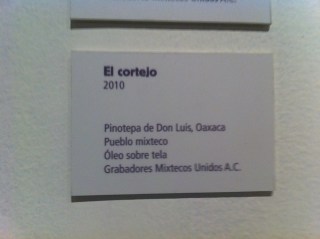 El cortejo
2010
Pinotepa de Don Luis, Oaxaca
Pueblo mixteco
Óleo sobre tela
Grabadores Mixtecos Unidos A.C.